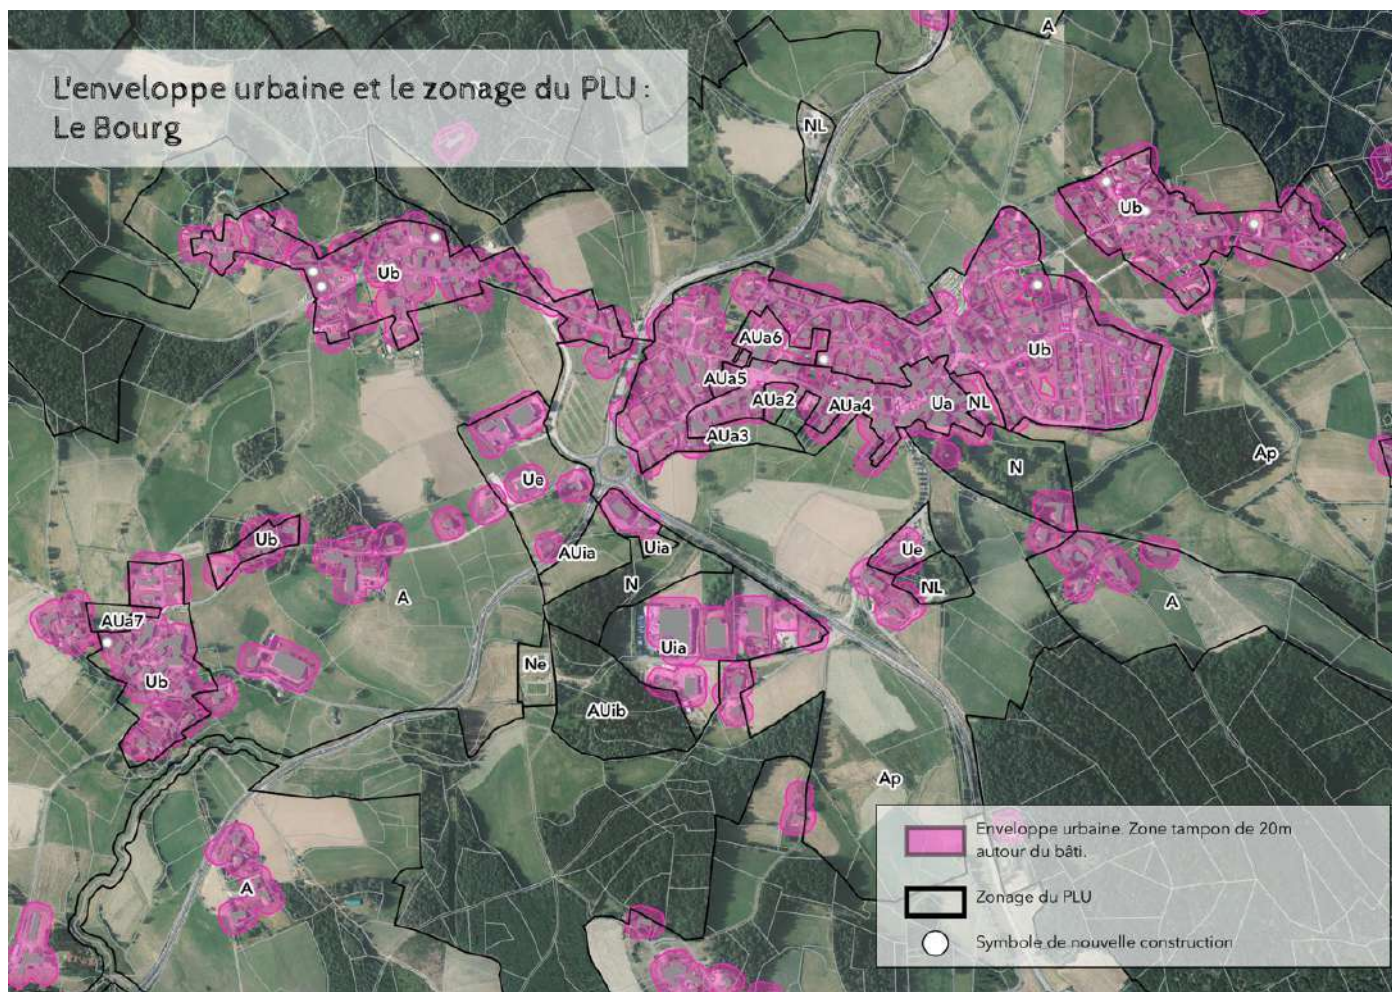 L'enveloppe urbaine et le zonage du PLU :
Le Bourg
A
NL
Ub
Ub
AUa6
Ub
AUa5
AUa2
AUa4
Ua
NL
AUa3
Ap
N
Ue
Ub
AUia
Uia
Ue
N
NL
A
A
AUa7
Uia
Ne
Ub
AUib
Ap
A
Enveloppe urbaine. Zone tampon de 20m
autour du bâti.
Zonage du PLU
Symbole de nouvelle construction